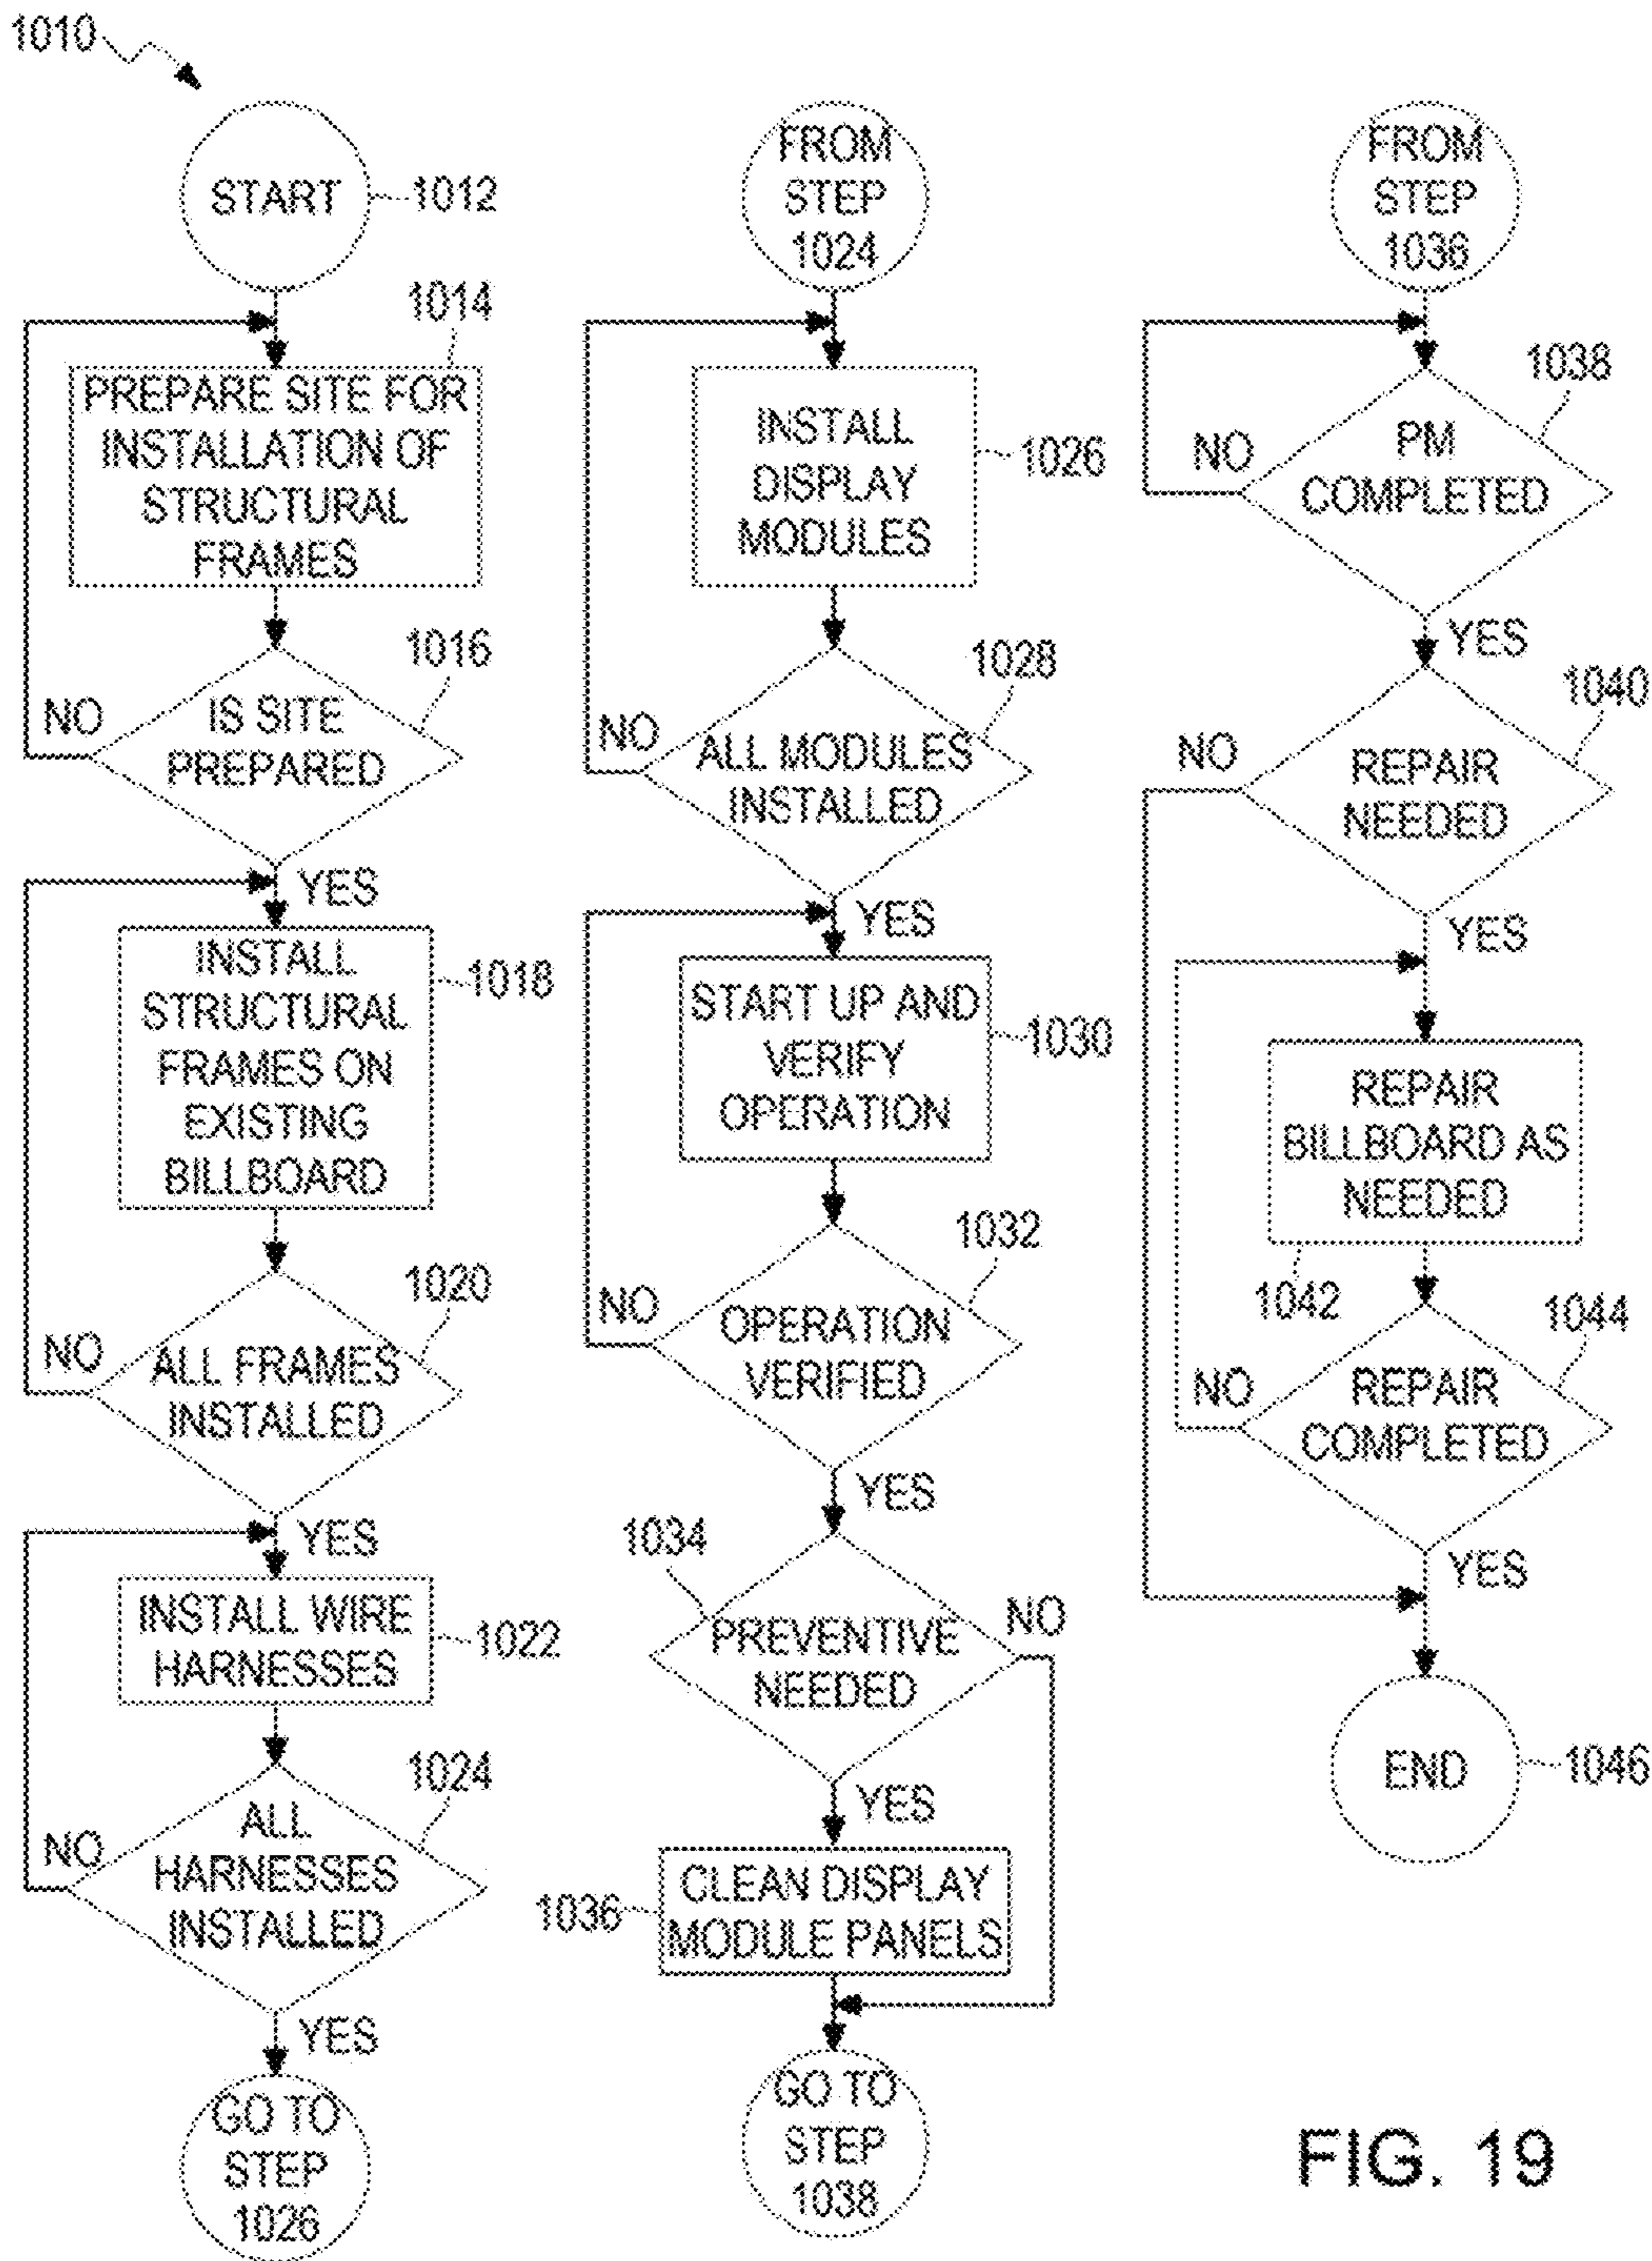 1010
START
1012
1014
PREPARE SITE FOR
INSTALLATION OF
STRUCTURAL
FRAMES
1016
IS SITE
PREPARED
NO
YES
INSTALL
STRUCTURAL
FRAMES ON
EXISTING
BILLBOARD
1018
1020
ALL FRAMES
INSTALLED
NO
YES
INSTALL WIRE
HARNESSES
1022
1024
ALL
HARNESSES
INSTALLED
NO
YES
GO TO
STEP
1026
FROM
STEP
1024
INSTALL
DISPLAY
MODULES
1026
1028
ALL MODULES
INSTALLED
NO
YES
START UP AND
VERIFY
OPERATION
1030
1032
OPERATION
VERIFIED
NO
YES
1034
PREVENTIVE
NEEDED
NO
YES
1036
CLEAN DISPLAY
MODULE PANELS
GO TO
STEP
1038
FROM
STEP
1036
1038
PM
COMPLETED
NO
YES
1040
REPAIR
NEEDED
NO
YES
REPAIR
BILLBOARD AS
NEEDED
1042
1044
REPAIR
COMPLETED
NO
YES
END
1046
FIG. 19